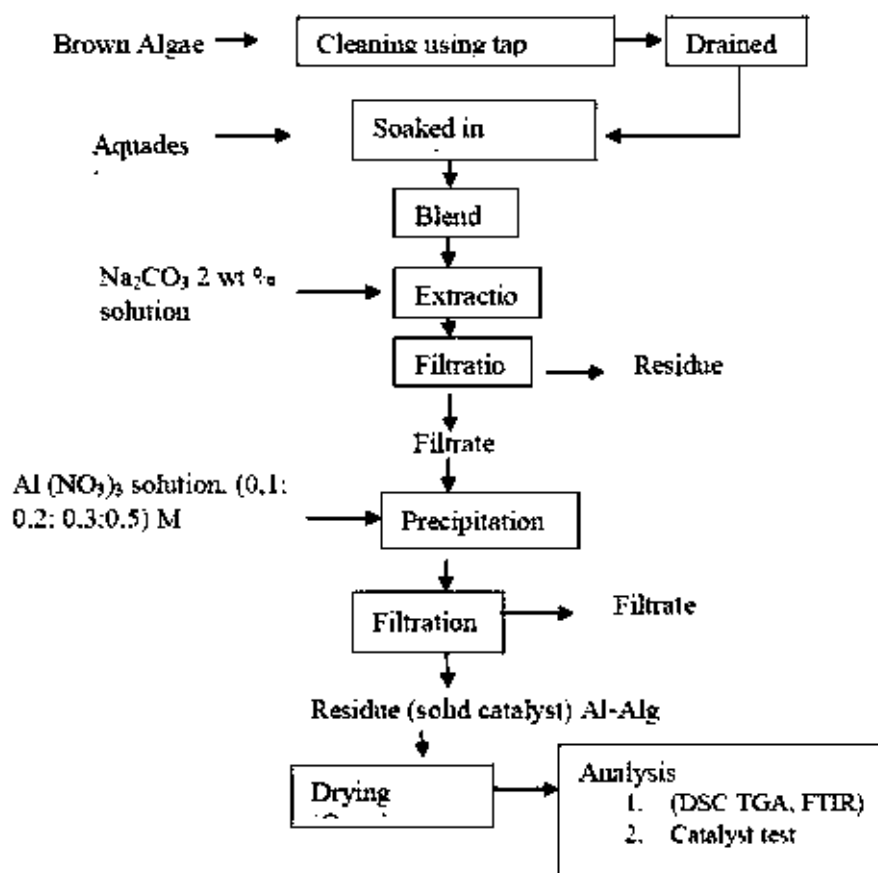 Brown Algae
Cleaning using tap
Drained
Aquades
Soaked in
Blend
Na₂CO₃ 2 wt %
solution
Extractio
Filtratio
Residue
Filtrate
Al (NO₃)₃ solution. (0.1:
0.2: 0.3:0.5) M
Precipitation
Filtration
Filtrate
Residue (solid catalyst) Al-Alg
Drying
Analysis
1. (DSC TGA, FTIR)
2. Catalyst test